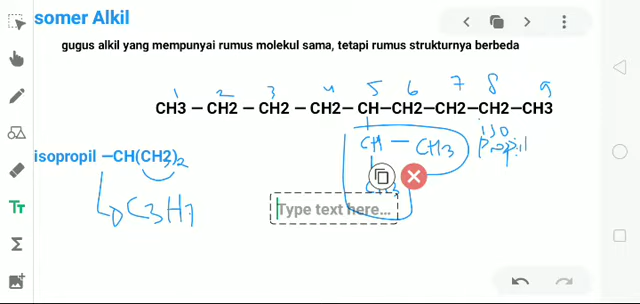 somer Alkil
gugus alkil yang mempunyai rumus molekul sama, tetapi rumus strukturnya berbeda
1 2 3 4 5 6 7 8 9
CH3 – CH2 – CH2 – CH2 – CH – CH2 – CH2 – CH2 – CH3
CH – CH3
iso
propil
isopropil –CH(CH3)2
C3H7
Type text here...
Tt
Σ